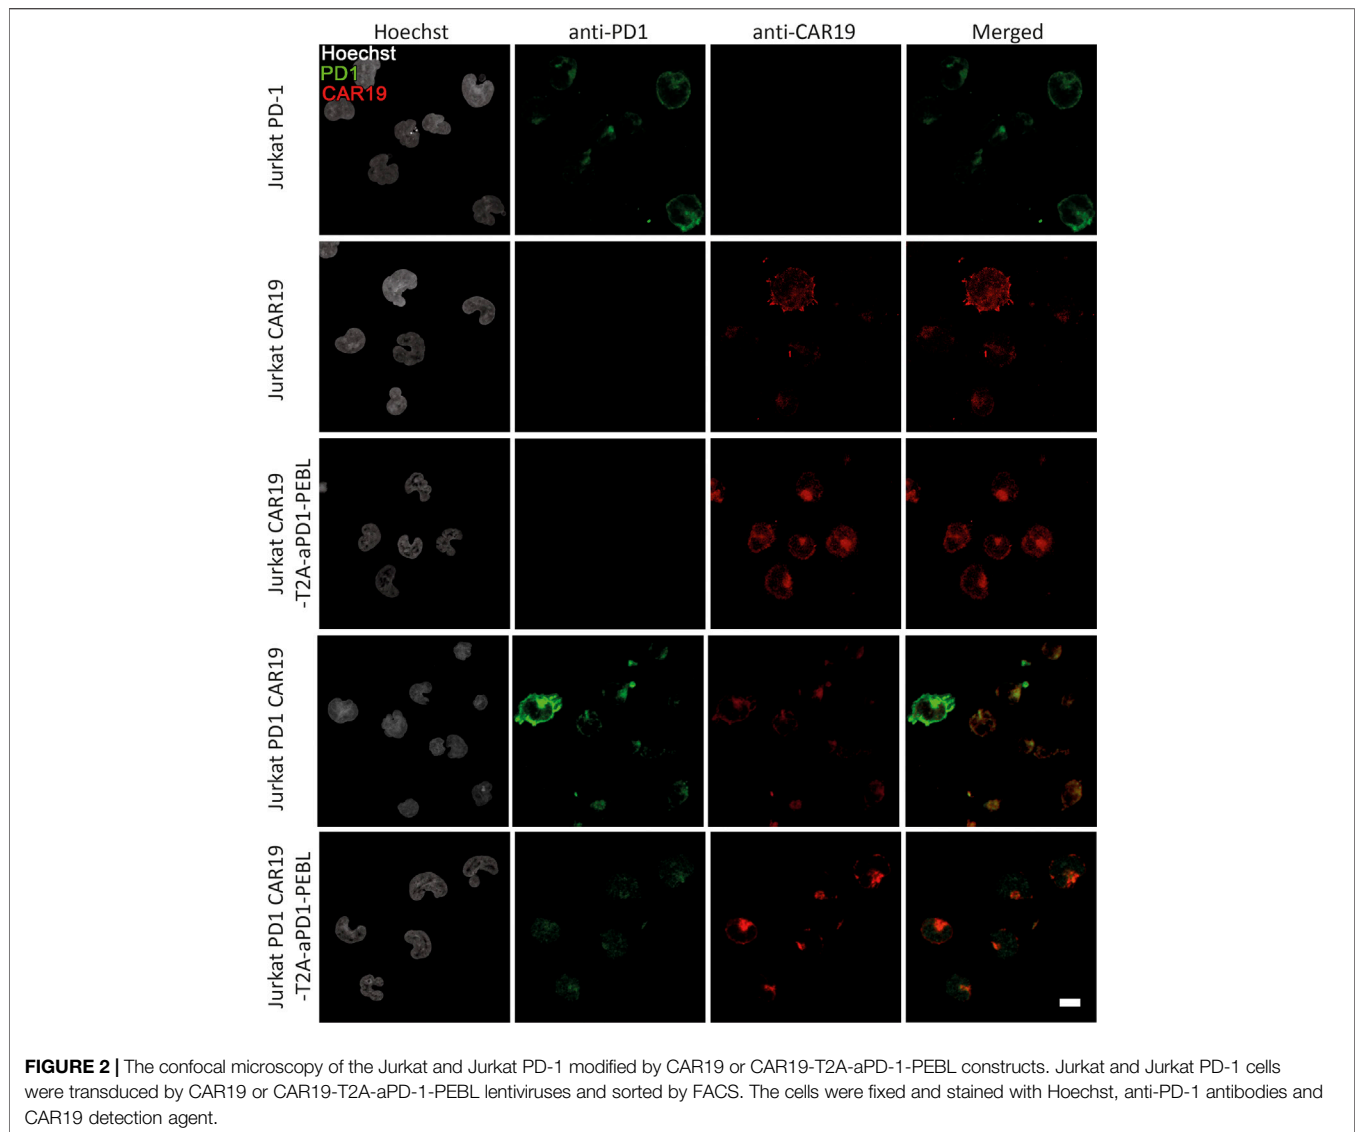 Hoechst anti-PD1 anti-CAR19 Merged
Hoechst
PD1
CAR19
Jurkat PD-1
Jurkat CAR19
Jurkat CAR19
-T2A-aPD1-PEBL
Jurkat PD1 CAR19
Jurkat PD1 CAR19
-T2A-aPD1-PEBL
FIGURE 2 | The confocal microscopy of the Jurkat and Jurkat PD-1 modified by CAR19 or CAR19-T2A-aPD-1-PEBL constructs. Jurkat and Jurkat PD-1 cells
were transduced by CAR19 or CAR19-T2A-aPD-1-PEBL lentiviruses and sorted by FACS. The cells were fixed and stained with Hoechst, anti-PD-1 antibodies and
CAR19 detection agent.